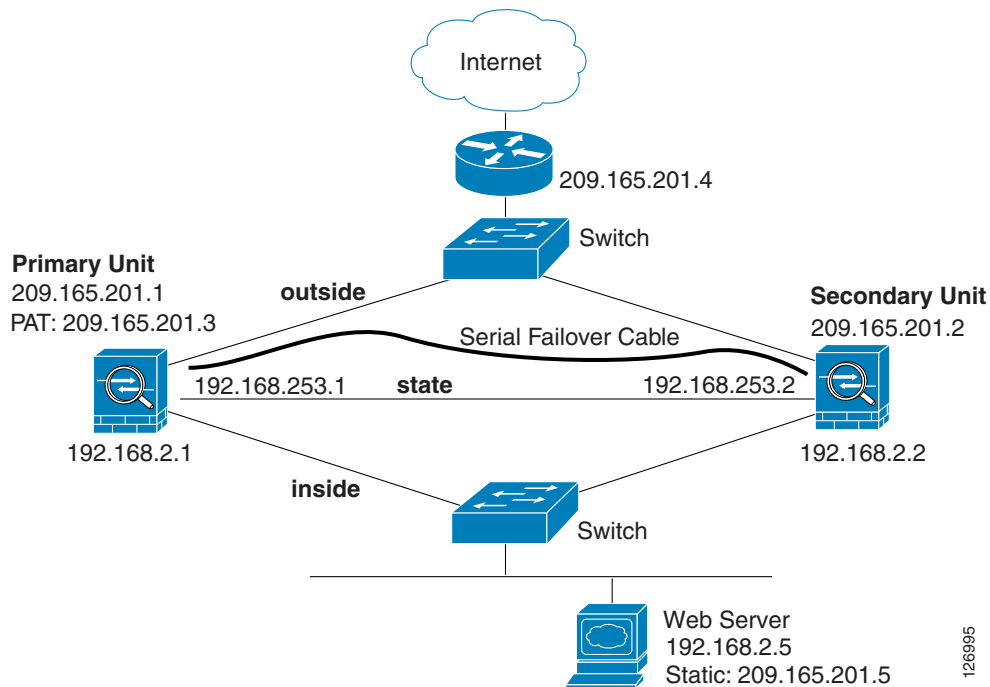 Internet
209.165.201.4
Switch
Primary Unit
209.165.201.1
PAT: 209.165.201.3
outside
Secondary Unit
209.165.201.2
Serial Failover Cable
192.168.253.1
state
192.168.253.2
192.168.2.1
192.168.2.2
inside
Switch
Web Server
192.168.2.5
Static: 209.165.201.5
126995